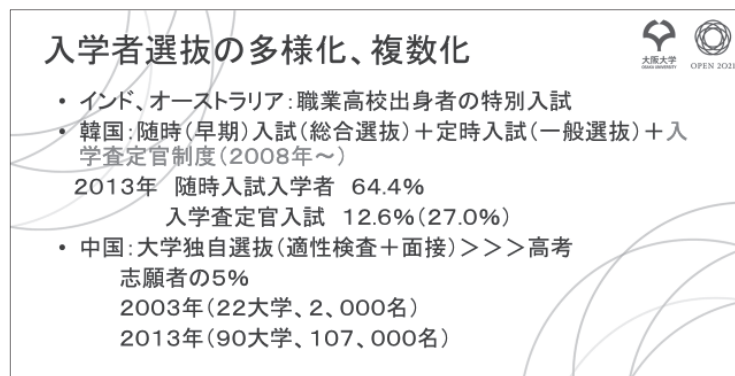 入学者選抜の多様化、複数化
大阪大学
OSAKA UNIVERSITY
OPEN 2021
• インド、オーストラリア：職業高校出身者の特別入試
• 韓国：随時（早期）入試（総合選抜）＋定時入試（一般選抜）＋入
学査定官制度（2008年～）
2013年 随時入試入学者 64.4%
入学査定官入試 12.6%（27.0%）
• 中国：大学独自選抜（適性検査＋面接）＞＞＞高考
志願者の5%
2003年（22大学、2、000名）
2013年（90大学、107、000名）